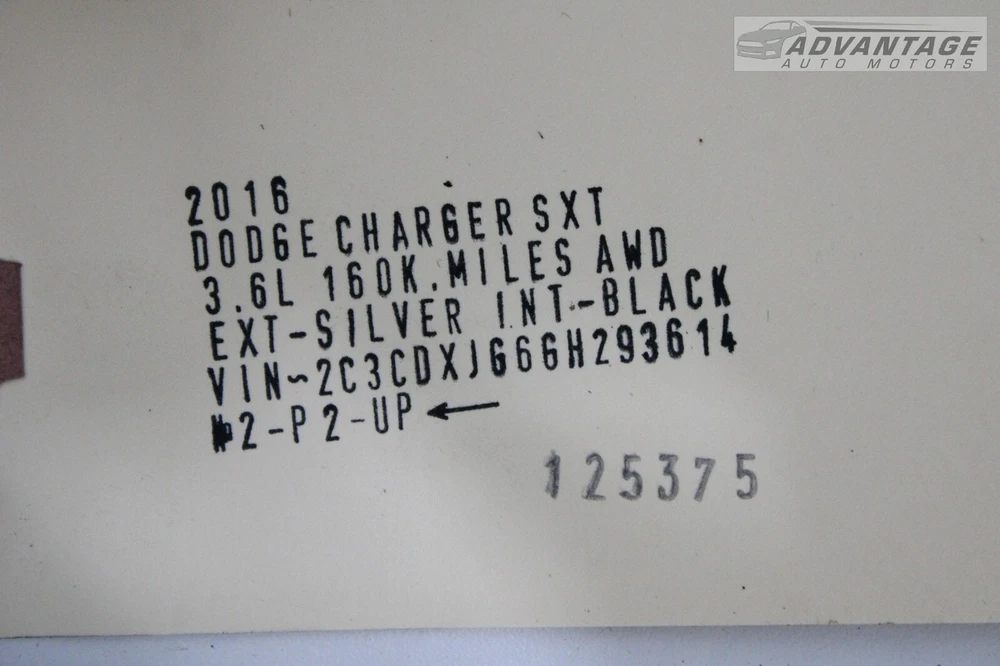 ADVANTAGE
AUTO MOTORS
2016
DODGE CHARGER SXT
3.6L 160K.MILES AWD
EXT-SILVER INT-BLACK
VIN~2C3CDXJG6GH293614
#2-P2-UP←
125375